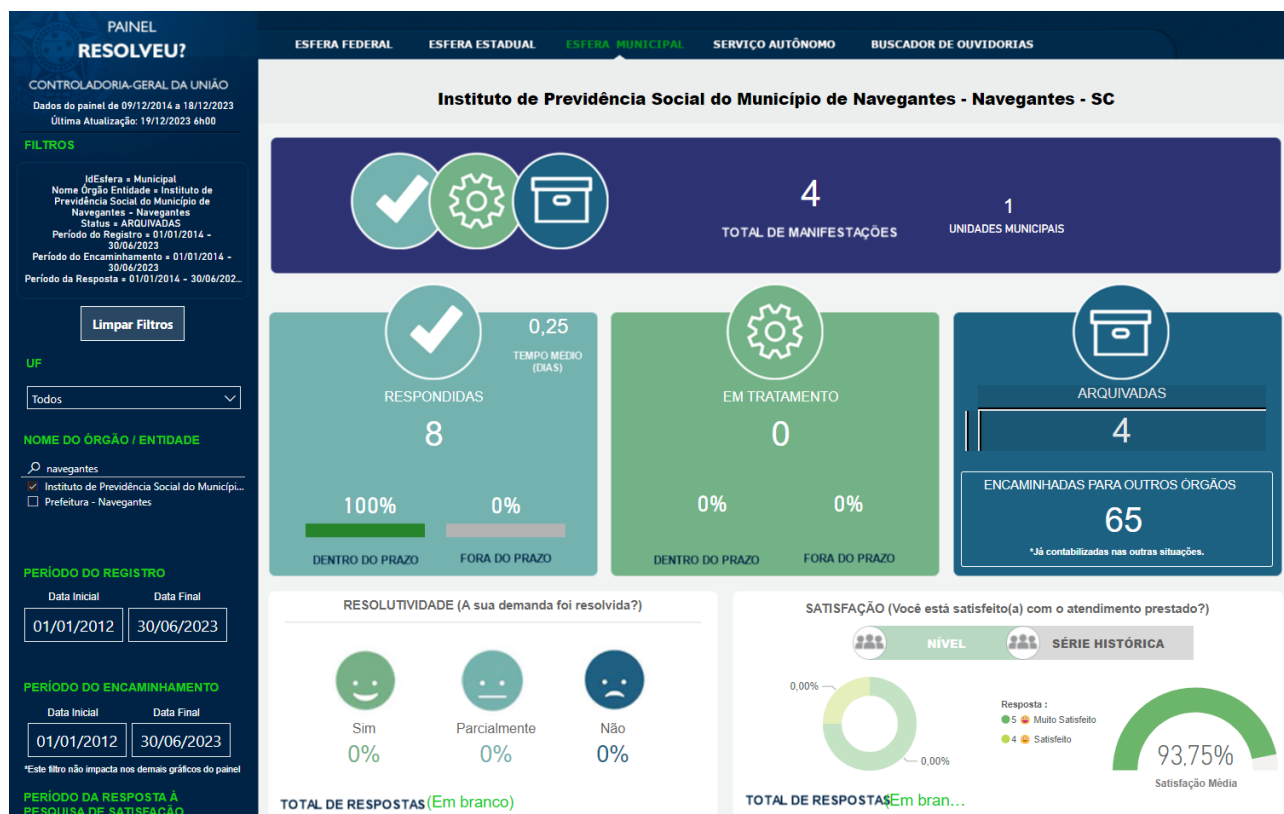 PAINEL
RESOLVEU?
CONTROLADORIA-GERAL DA UNIÃO
Dados do painel de 09/12/2014 a 18/12/2023
Última Atualização: 19/12/2023 6h00
FILTROS
IdEsfera = Municipal
Nome Órgão Entidade = Instituto de
Previdência Social do Município de
Navegantes - Navegantes
Status = ARQUIVADAS
Período do Registro = 01/01/2014 -
30/06/2023
Período do Encaminhamento = 01/01/2014 -
30/06/2023
Período da Resposta = 01/01/2014 - 30/06/202...
Limpar Filtros
UF
Todos
NOME DO ÓRGÃO / ENTIDADE
navegantes
Instituto de Previdência Social do Municípi...
Prefeitura - Navegantes
PERÍODO DO REGISTRO
Data Inicial Data Final
01/01/2012 30/06/2023
PERÍODO DO ENCAMINHAMENTO
Data Inicial Data Final
01/01/2012 30/06/2023
*Este filtro não impacta nos demais gráficos do painel
PERÍODO DA RESPOSTA À
PESQUISA DE SATISFAÇÃO
ESFERA FEDERAL ESFERA ESTADUAL ESFERA MUNICIPAL SERVIÇO AUTÔNOMO BUSCADOR DE OUVIDORIAS
Instituto de Previdência Social do Município de Navegantes - Navegantes - SC
4
TOTAL DE MANIFESTAÇÕES
1
UNIDADES MUNICIPAIS
0,25
TEMPO MÉDIO
(DIAS)
RESPONDIDAS
8
100% 0%
DENTRO DO PRAZO FORA DO PRAZO
EM TRATAMENTO
0
0% 0%
DENTRO DO PRAZO FORA DO PRAZO
ARQUIVADAS
4
ENCAMINHADAS PARA OUTROS ÓRGÃOS
65
*Já contabilizadas nas outras situações.
RESOLUTIVIDADE (A sua demanda foi resolvida?)
Sim Parcialmente Não
0% 0% 0%
TOTAL DE RESPOSTAS (Em branco)
SATISFAÇÃO (Você está satisfeito(a) com o atendimento prestado?)
NÍVEL SÉRIE HISTÓRICA
0,00%
0,00%
Resposta :
5 Muito Satisfeito
4 Satisfeito
93,75%
Satisfação Média
TOTAL DE RESPOSTAS (Em bran...